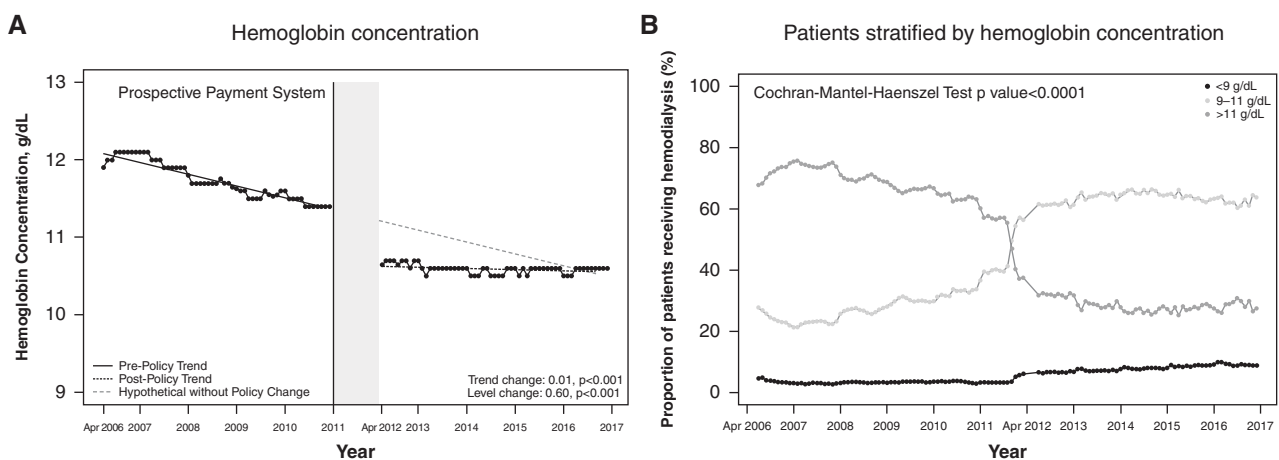 A
Hemoglobin concentration
Hemoglobin Concentration, g/dL
13
12
11
10
9
Prospective Payment System
Pre-Policy Trend
Post-Policy Trend
Hypothetical without Policy Change
Trend change: 0.01, p<0.001
Level change: 0.60, p<0.001
Apr 2006 2007 2008 2009 2010 2011 Apr 2012 2013 2014 2015 2016 2017
Year
B
Patients stratified by hemoglobin concentration
Proportion of patients receiving hemodialysis (%)
100
80
60
40
20
0
Cochran-Mantel-Haenszel Test p value<0.0001
<9 g/dL
9–11 g/dL
>11 g/dL
Apr 2006 2007 2008 2009 2010 2011 Apr 2012 2013 2014 2015 2016 2017
Year